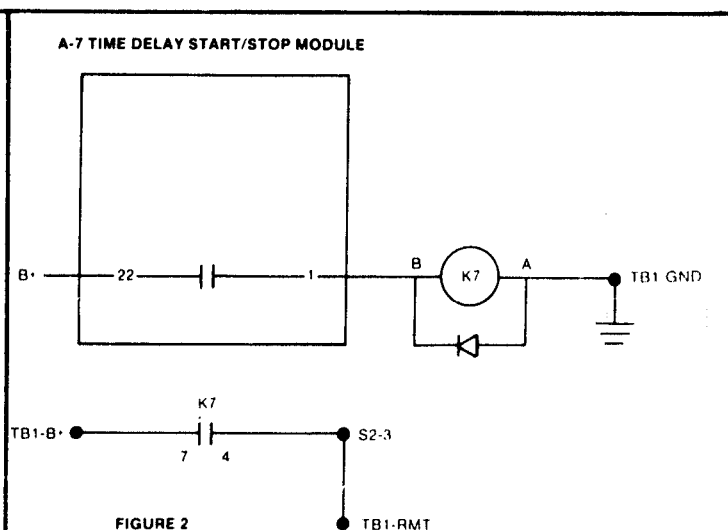 A-7 TIME DELAY START/STOP MODULE
B+ 22 1 B K7 A TB1 GND
K7
TB1-B+ 7 4 S2-3
FIGURE 2 TB1-RMT